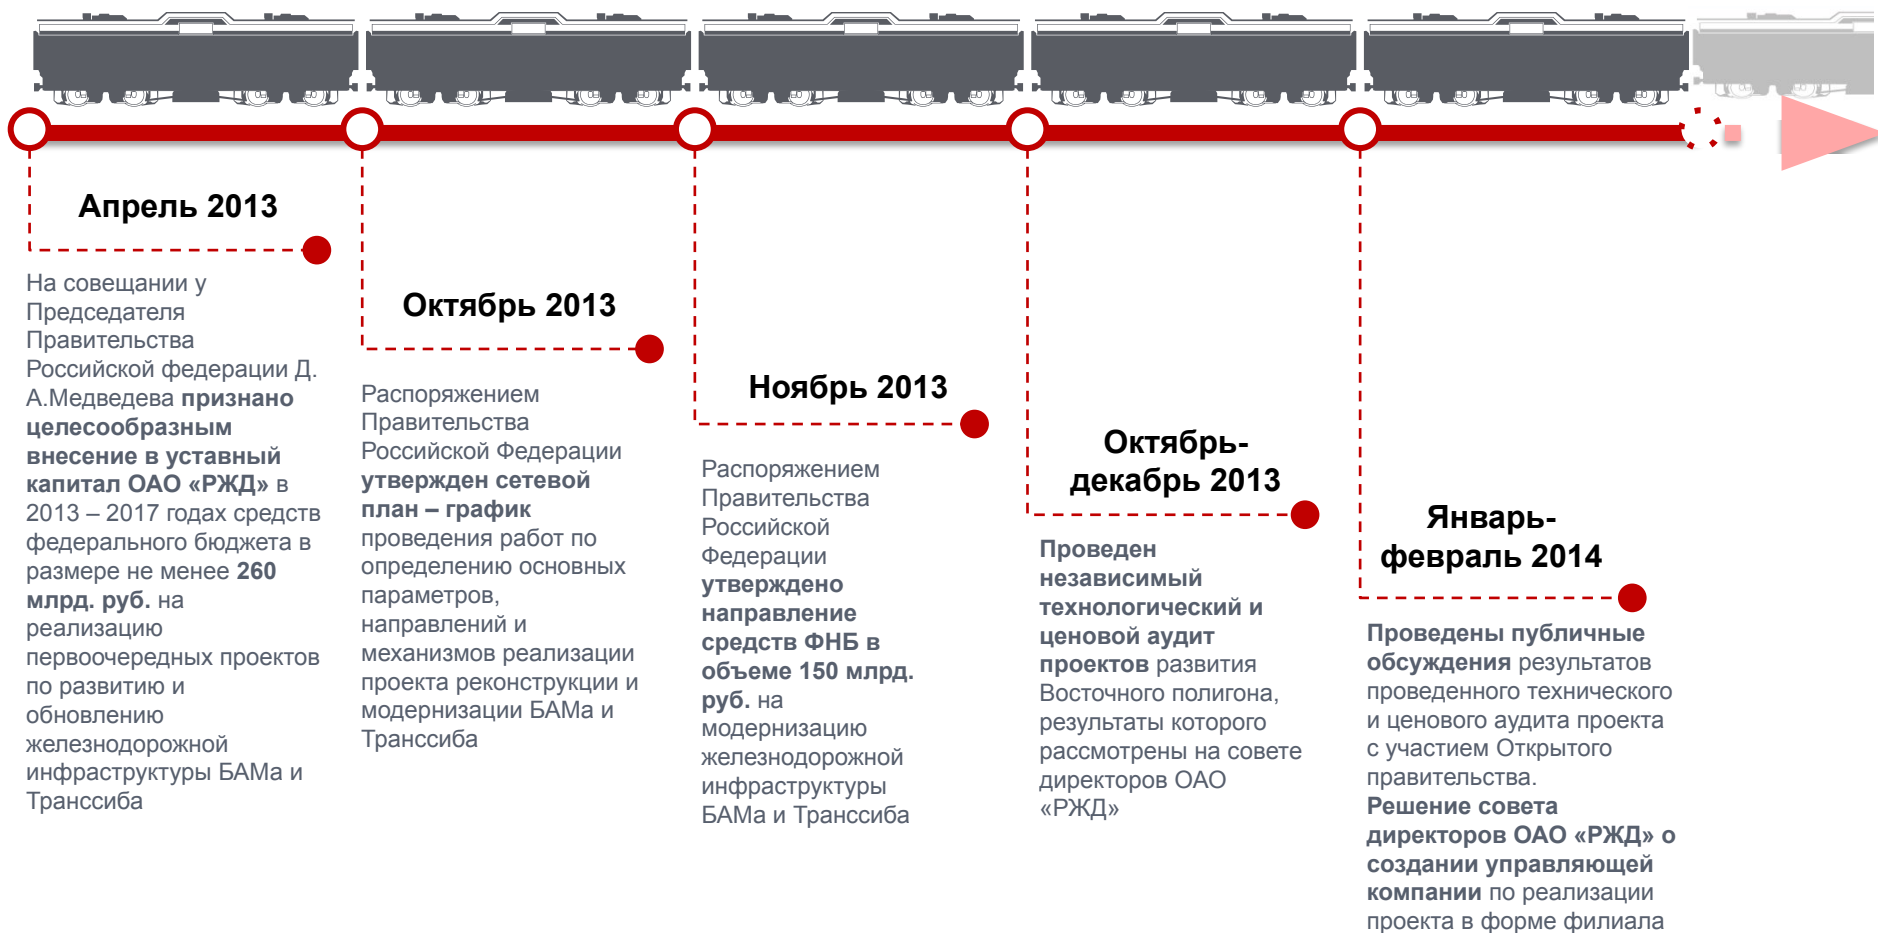 Апрель 2013
На совещании у
Председателя
Правительства
Российской федерации Д.
А.Медведева признано
целесообразным
внесение в уставный
капитал ОАО «РЖД» в
2013 – 2017 годах средств
федерального бюджета в
размере не менее 260
млрд. руб. на
реализацию
первоочередных проектов
по развитию и
обновлению
железнодорожной
инфраструктуры БАМа и
Транссиба
Октябрь 2013
Распоряжением
Правительства
Российской Федерации
утвержден сетевой
план – график
проведения работ по
определению основных
параметров,
направлений и
механизмов реализации
проекта реконструкции и
модернизации БАМа и
Транссиба
Ноябрь 2013
Распоряжением
Правительства
Российской
Федерации
утверждено
направление
средств ФНБ в
объеме 150 млрд.
руб. на
модернизацию
железнодорожной
инфраструктуры
БАМа и Транссиба
Октябрь-
декабрь 2013
Проведен
независимый
технологический и
ценовой аудит
проектов развития
Восточного полигона,
результаты которого
рассмотрены на совете
директоров ОАО
«РЖД»
Январь-
февраль 2014
Проведены публичные
обсуждения результатов
проведенного технического
и ценового аудита проекта
с участием Открытого
правительства.
Решение совета
директоров ОАО «РЖД» о
создании управляющей
компании по реализации
проекта в форме филиала